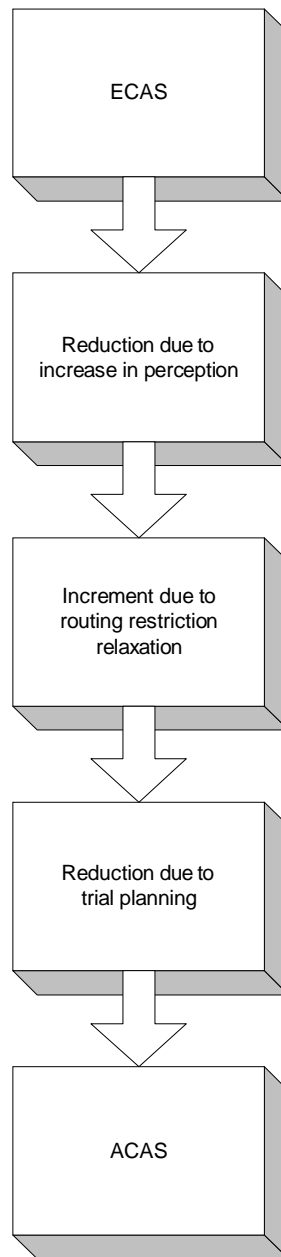 ECAS
Reduction due to
increase in perception
Increment due to
routing restriction
relaxation
Reduction due to
trial planning
ACAS